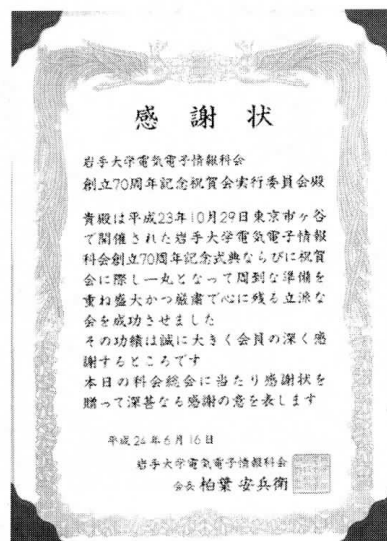 感謝状
岩手大学電気電子情報科会
創立70周年記念祝賀会実行委員会殿
貴殿は平成23年10月29日東京市ヶ谷
で開催された岩手大学電気電子情報
科会創立70周年記念式典ならびに祝賀
会に際し一丸となって周到な準備を
重ね盛大かつ厳粛で心に残る立派な
会を成功させました
その功績は誠に大きく会員の深く感
謝するところです
本日の科会総会に当たり感謝状を
贈って深甚なる感謝の意を表します
平成24年6月16日
岩手大学電気電子情報科会
会長 柏葉安兵衛